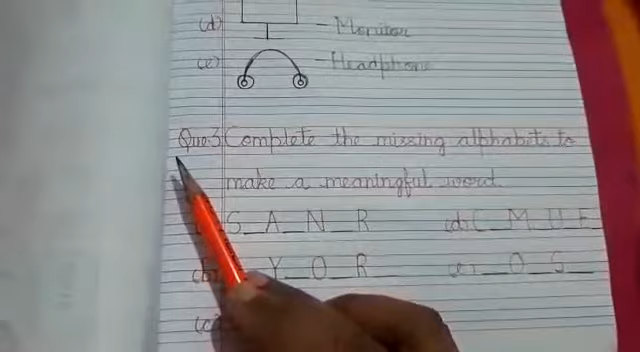 (d) - Monitor
(e) - Headphone
Que3. Complete the missing alphabets to
make a meaningful word
S_A_N_R (d) C_M_U_E_
(b) _Y_O_R_ (e) _O_S_
(c)